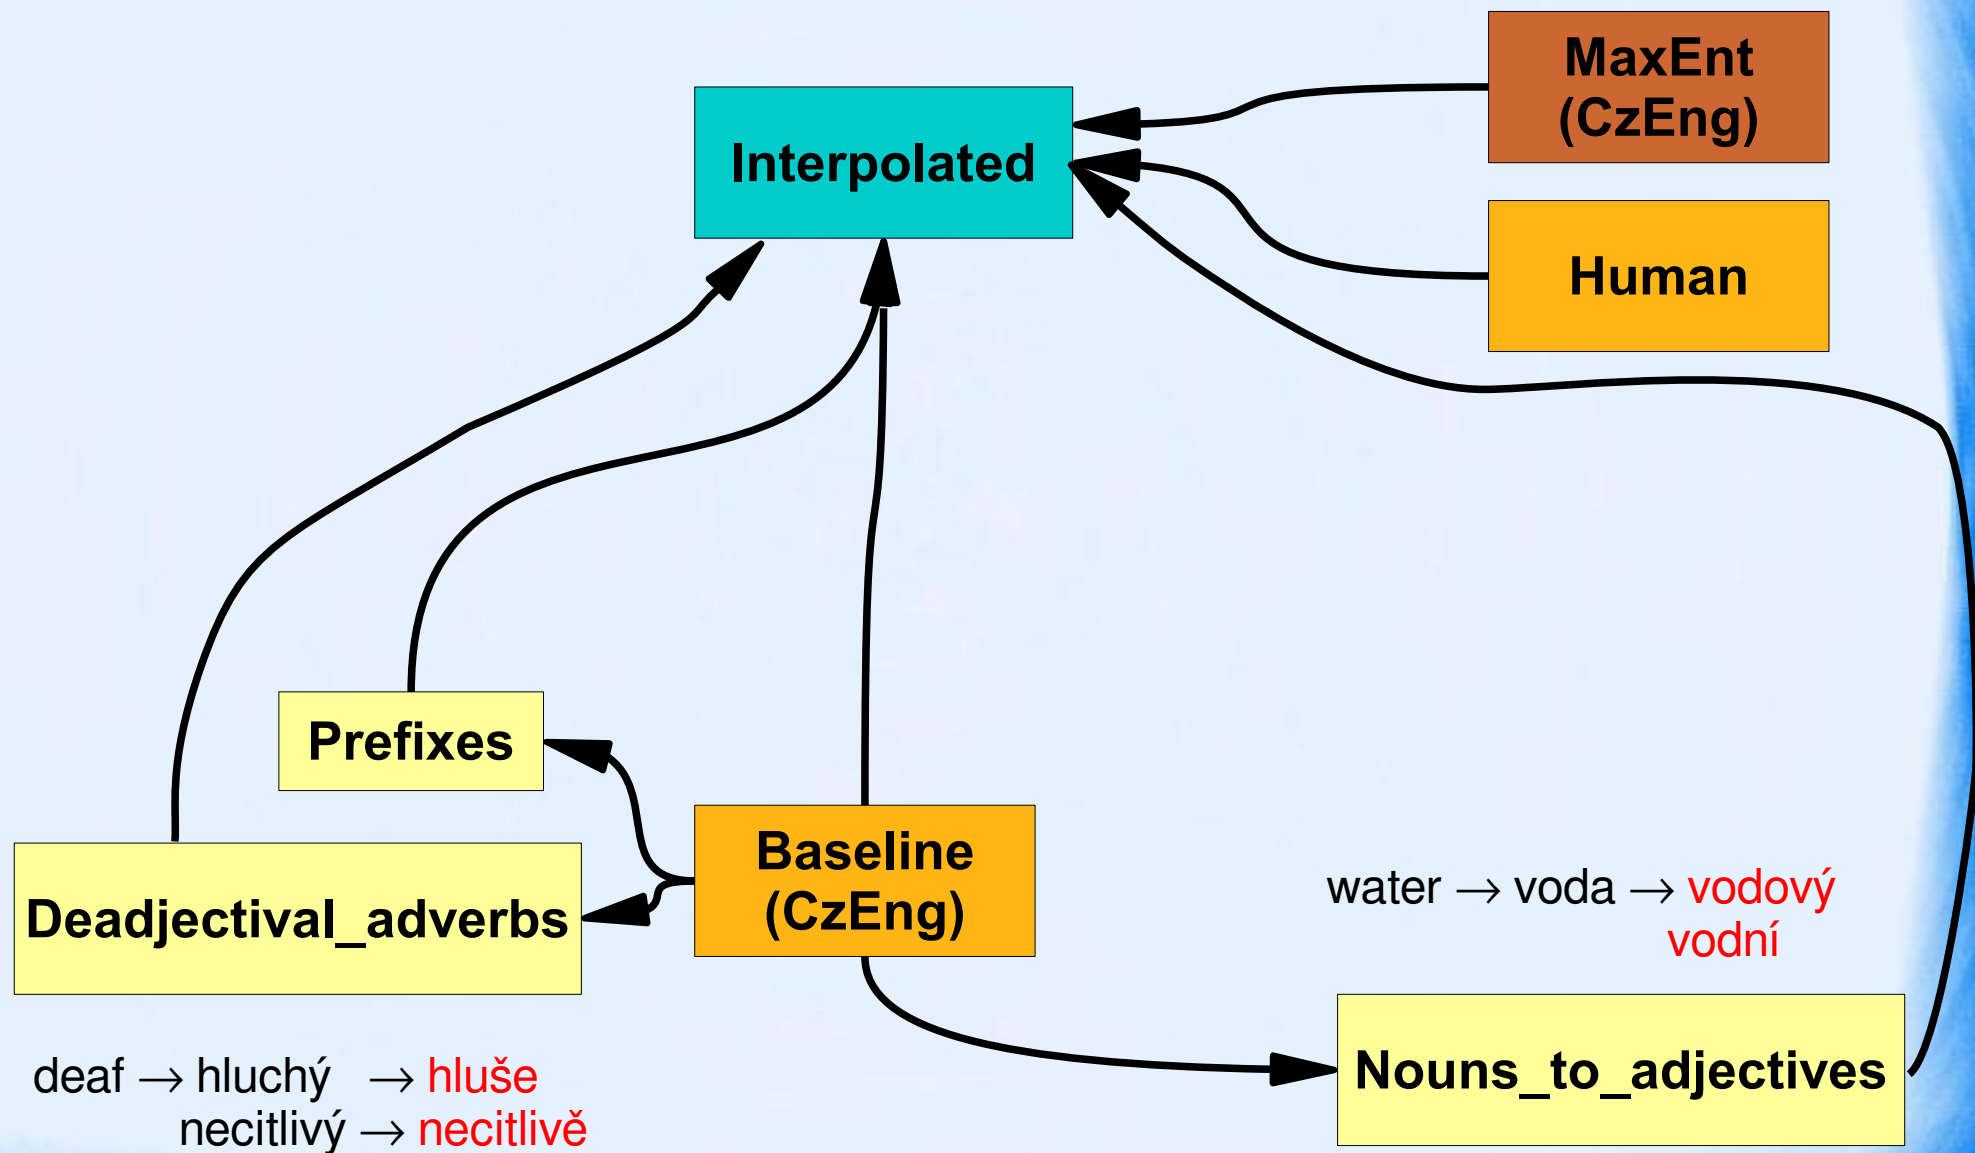 MaxEnt
(CzEng)
Interpolated
Human
Prefixes
Baseline
(CzEng)
Deadjectival_adverbs
water → voda → vodový
vodní
Nouns_to_adjectives
deaf → hluchý → hluše
necitlivý → necitlivě